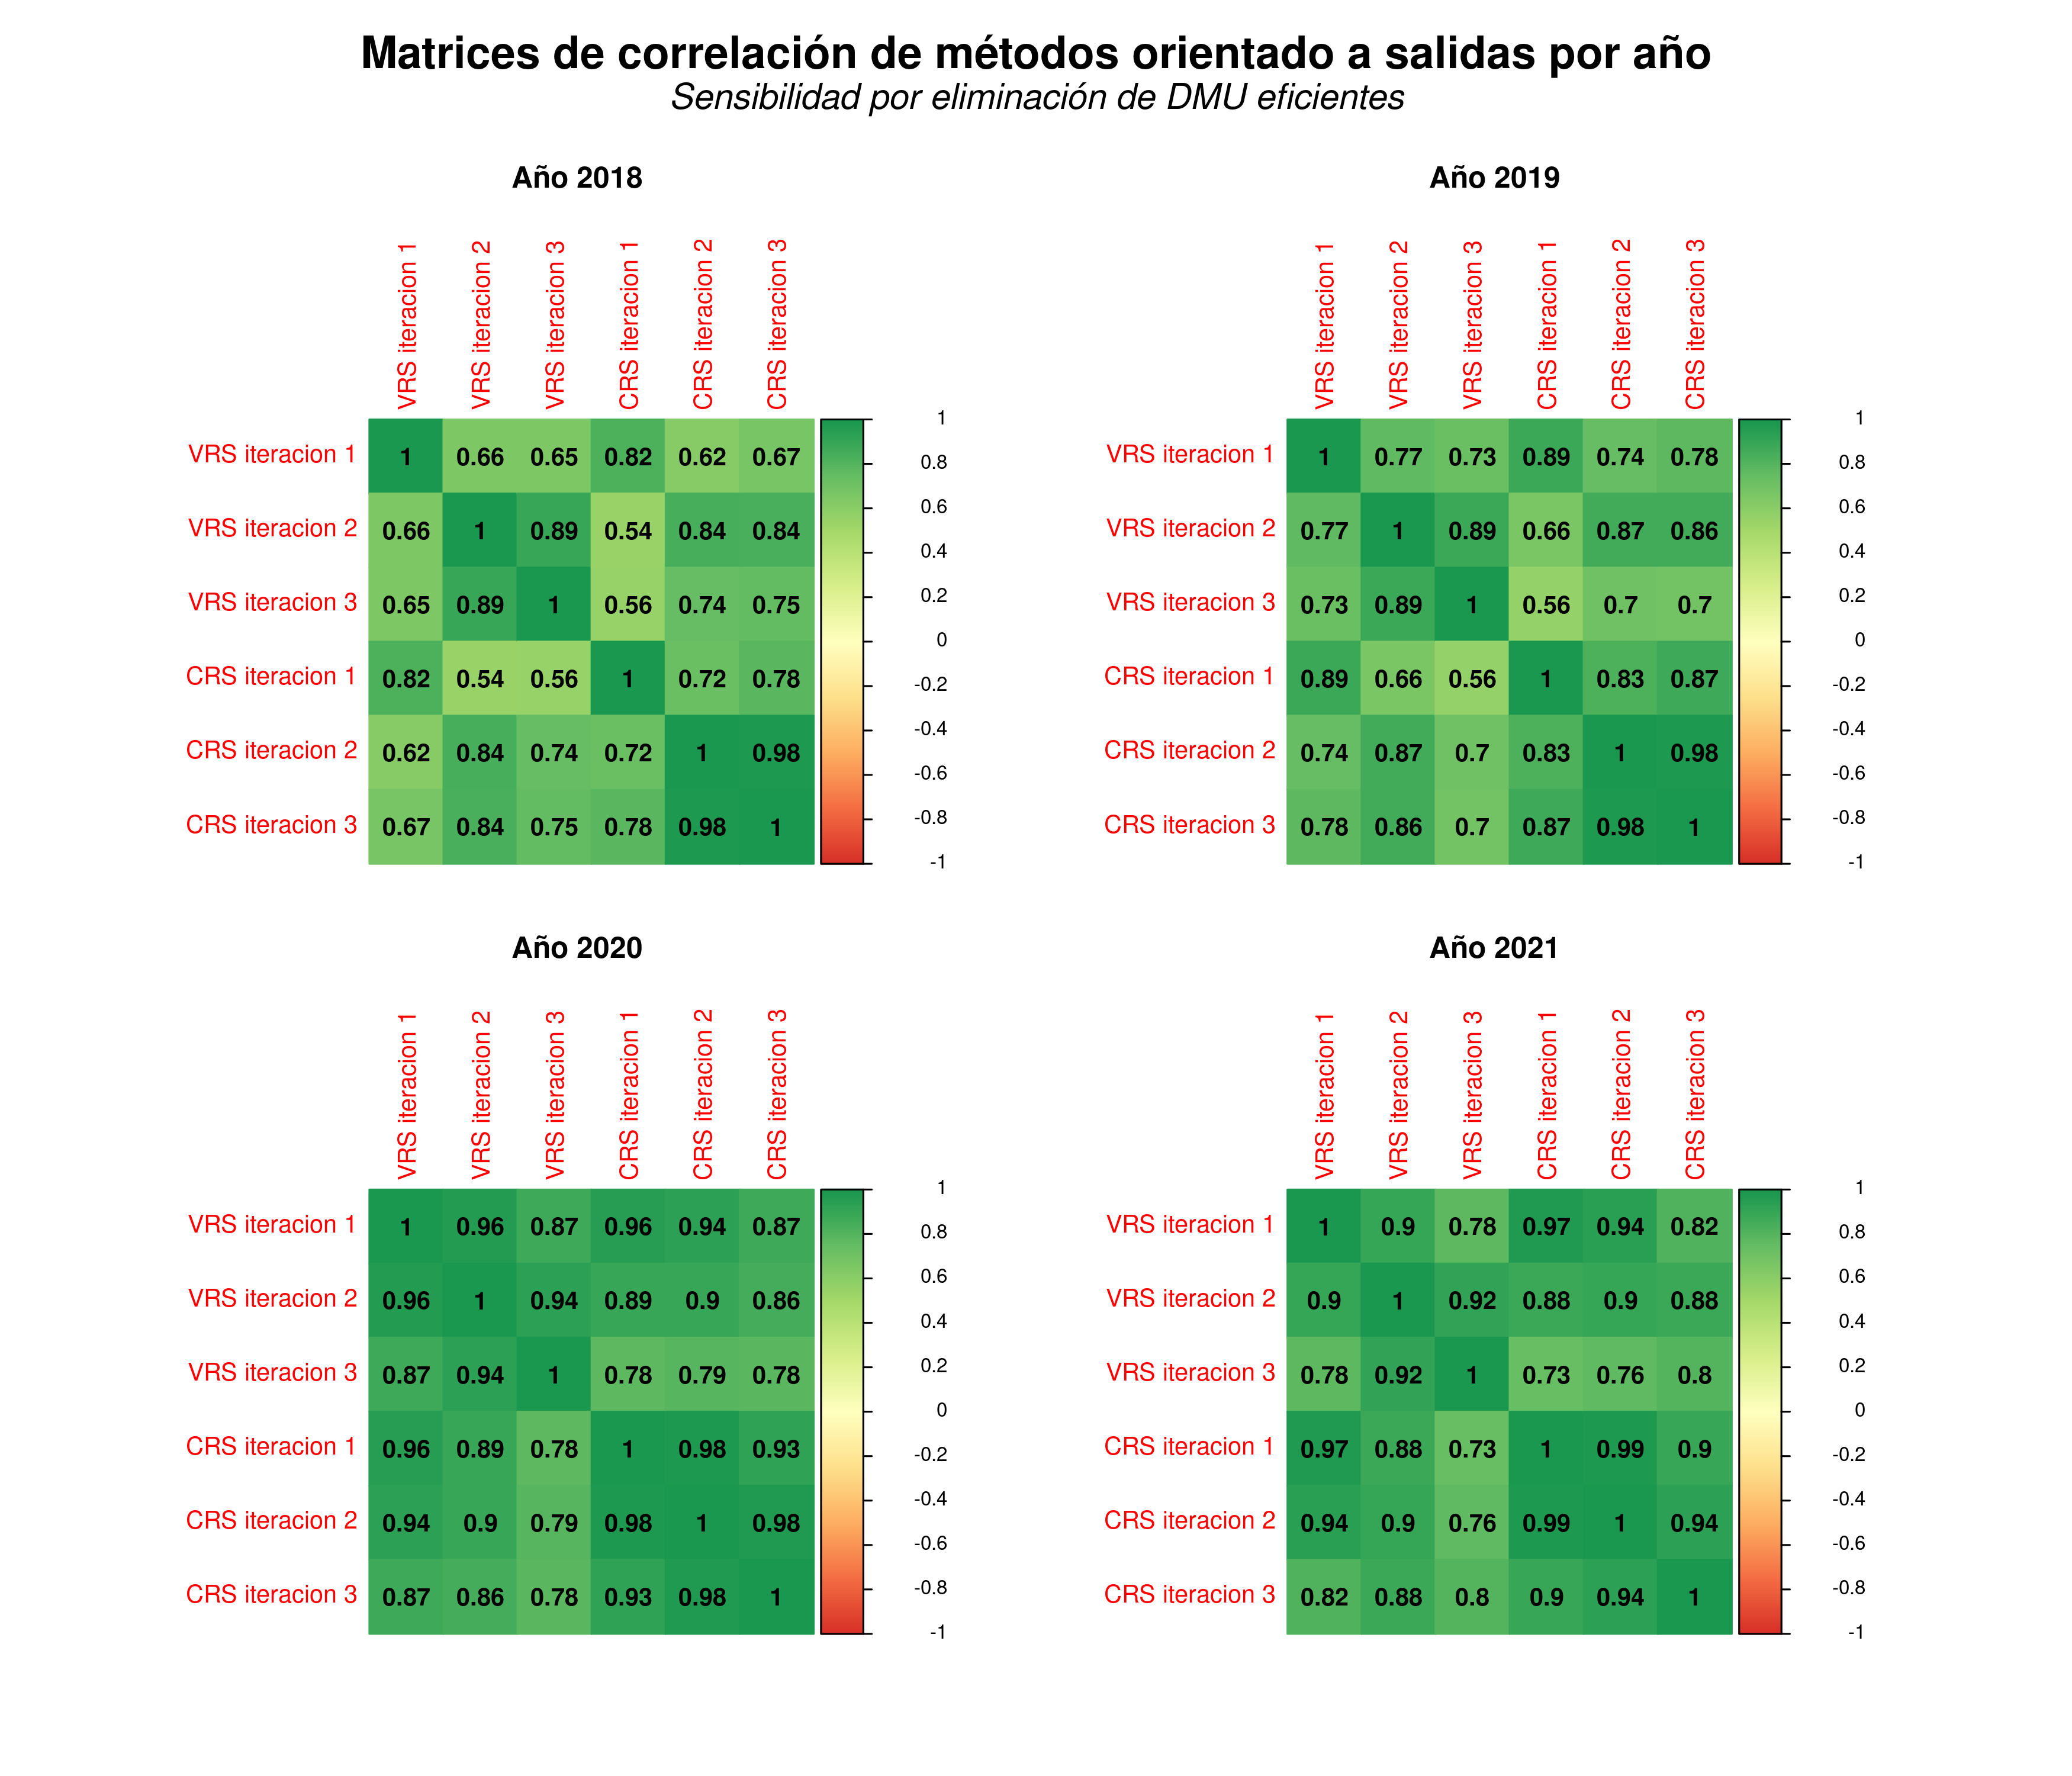 Matrices de correlación de métodos orientado a salidas por año
Sensibilidad por eliminación de DMU eficientes
Año 2018
VRS iteracion 1
VRS iteracion 2
VRS iteracion 3
CRS iteracion 1
CRS iteracion 2
CRS iteracion 3
VRS iteracion 1 1 0.66 0.65 0.82 0.62 0.67
VRS iteracion 2 0.66 1 0.89 0.54 0.84 0.84
VRS iteracion 3 0.65 0.89 1 0.56 0.74 0.75
CRS iteracion 1 0.82 0.54 0.56 1 0.72 0.78
CRS iteracion 2 0.62 0.84 0.74 0.72 1 0.98
CRS iteracion 3 0.67 0.84 0.75 0.78 0.98 1
1
0.8
0.6
0.4
0.2
0
-0.2
-0.4
-0.6
-0.8
-1
Año 2019
VRS iteracion 1
VRS iteracion 2
VRS iteracion 3
CRS iteracion 1
CRS iteracion 2
CRS iteracion 3
VRS iteracion 1 1 0.77 0.73 0.89 0.74 0.78
VRS iteracion 2 0.77 1 0.89 0.66 0.87 0.86
VRS iteracion 3 0.73 0.89 1 0.56 0.7 0.7
CRS iteracion 1 0.89 0.66 0.56 1 0.83 0.87
CRS iteracion 2 0.74 0.87 0.7 0.83 1 0.98
CRS iteracion 3 0.78 0.86 0.7 0.87 0.98 1
1
0.8
0.6
0.4
0.2
0
-0.2
-0.4
-0.6
-0.8
-1
Año 2020
VRS iteracion 1
VRS iteracion 2
VRS iteracion 3
CRS iteracion 1
CRS iteracion 2
CRS iteracion 3
VRS iteracion 1 1 0.96 0.87 0.96 0.94 0.87
VRS iteracion 2 0.96 1 0.94 0.89 0.9 0.86
VRS iteracion 3 0.87 0.94 1 0.78 0.79 0.78
CRS iteracion 1 0.96 0.89 0.78 1 0.98 0.93
CRS iteracion 2 0.94 0.9 0.79 0.98 1 0.98
CRS iteracion 3 0.87 0.86 0.78 0.93 0.98 1
1
0.8
0.6
0.4
0.2
0
-0.2
-0.4
-0.6
-0.8
-1
Año 2021
VRS iteracion 1
VRS iteracion 2
VRS iteracion 3
CRS iteracion 1
CRS iteracion 2
CRS iteracion 3
VRS iteracion 1 1 0.9 0.78 0.97 0.94 0.82
VRS iteracion 2 0.9 1 0.92 0.88 0.9 0.88
VRS iteracion 3 0.78 0.92 1 0.73 0.76 0.8
CRS iteracion 1 0.97 0.88 0.73 1 0.99 0.9
CRS iteracion 2 0.94 0.9 0.76 0.99 1 0.94
CRS iteracion 3 0.82 0.88 0.8 0.9 0.94 1
1
0.8
0.6
0.4
0.2
0
-0.2
-0.4
-0.6
-0.8
-1